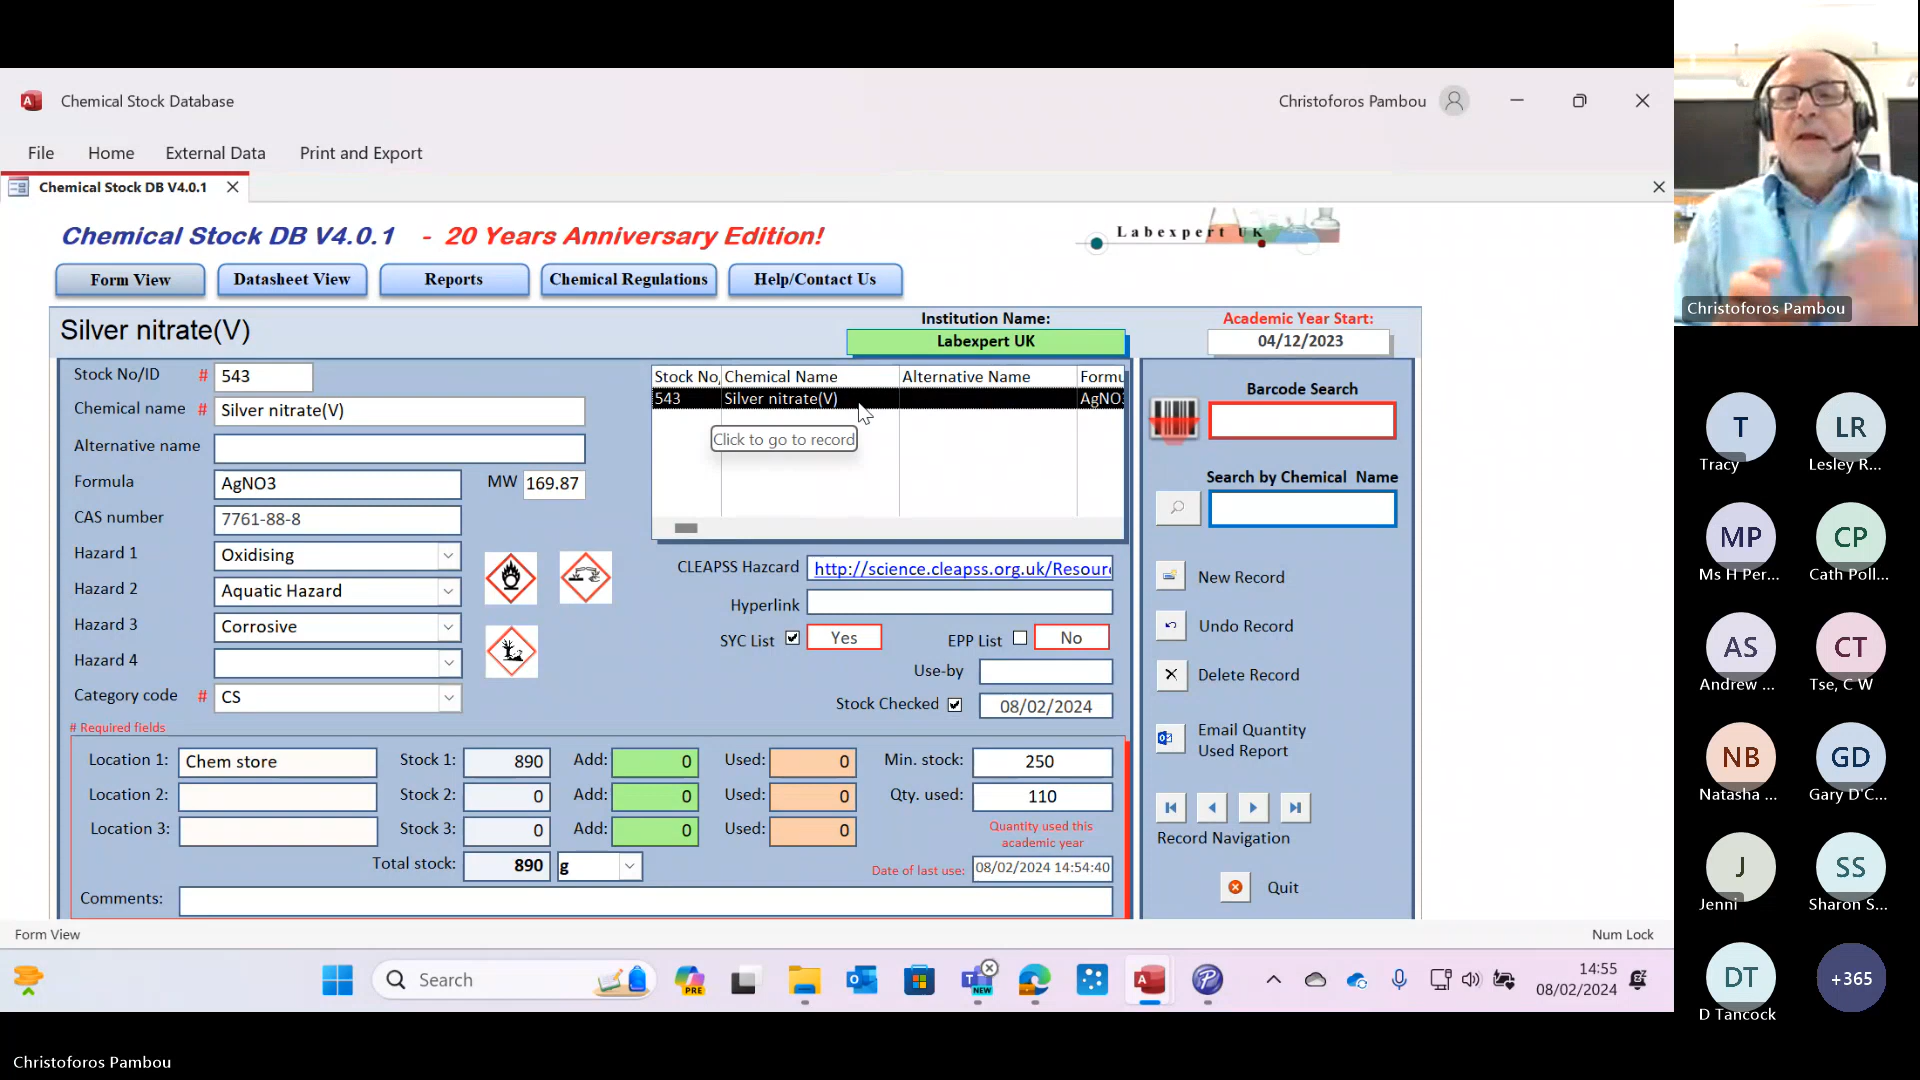 Chemical Stock Database
Christoforos Pambou
File Home External Data Print and Export
Chemical Stock DB V4.0.1
Chemical Stock DB V4.0.1 - 20 Years Anniversary Edition!
Labexpert UK
Form View Datasheet View Reports Chemical Regulations Help/Contact Us
Silver nitrate(V)
Institution Name:
Labexpert UK
Academic Year Start:
04/12/2023
Stock No/ID # 543
Chemical name # Silver nitrate(V)
Alternative name
Formula AgNO3 MW 169.87
CAS number 7761-88-8
Hazard 1 Oxidising
Hazard 2 Aquatic Hazard
Hazard 3 Corrosive
Hazard 4
Category code # CS
# Required fields
Stock No, Chemical Name Alternative Name Formu
543 Silver nitrate(V) AgNO3
Click to go to record
CLEAPSS Hazcard http://science.cleapss.org.uk/Resour
Hyperlink
SYC List Yes EPP List No
Use-by
Stock Checked 08/02/2024
Location 1: Chem store Stock 1: 890 Add: 0 Used: 0 Min. stock: 250
Location 2: Stock 2: 0 Add: 0 Used: 0 Qty. used: 110
Location 3: Stock 3: 0 Add: 0 Used: 0
Quantity used this
academic year
Total stock: 890 g Date of last use: 08/02/2024 14:54:40
Comments:
Barcode Search
Search by Chemical Name
New Record
Undo Record
Delete Record
Email Quantity
Used Report
Record Navigation
Quit
Form View
Num Lock
Search
PRE
NEW
14:55
08/02/2024
Christoforos Pambou
Christoforos Pambou
T LR
Tracy Lesley R...
MP CP
Ms H Per... Cath Poll...
AS CT
Andrew ... Tse, C W
NB GD
Natasha ... Gary D'C...
J SS
Jenni Sharon S...
DT +365
D Tancock